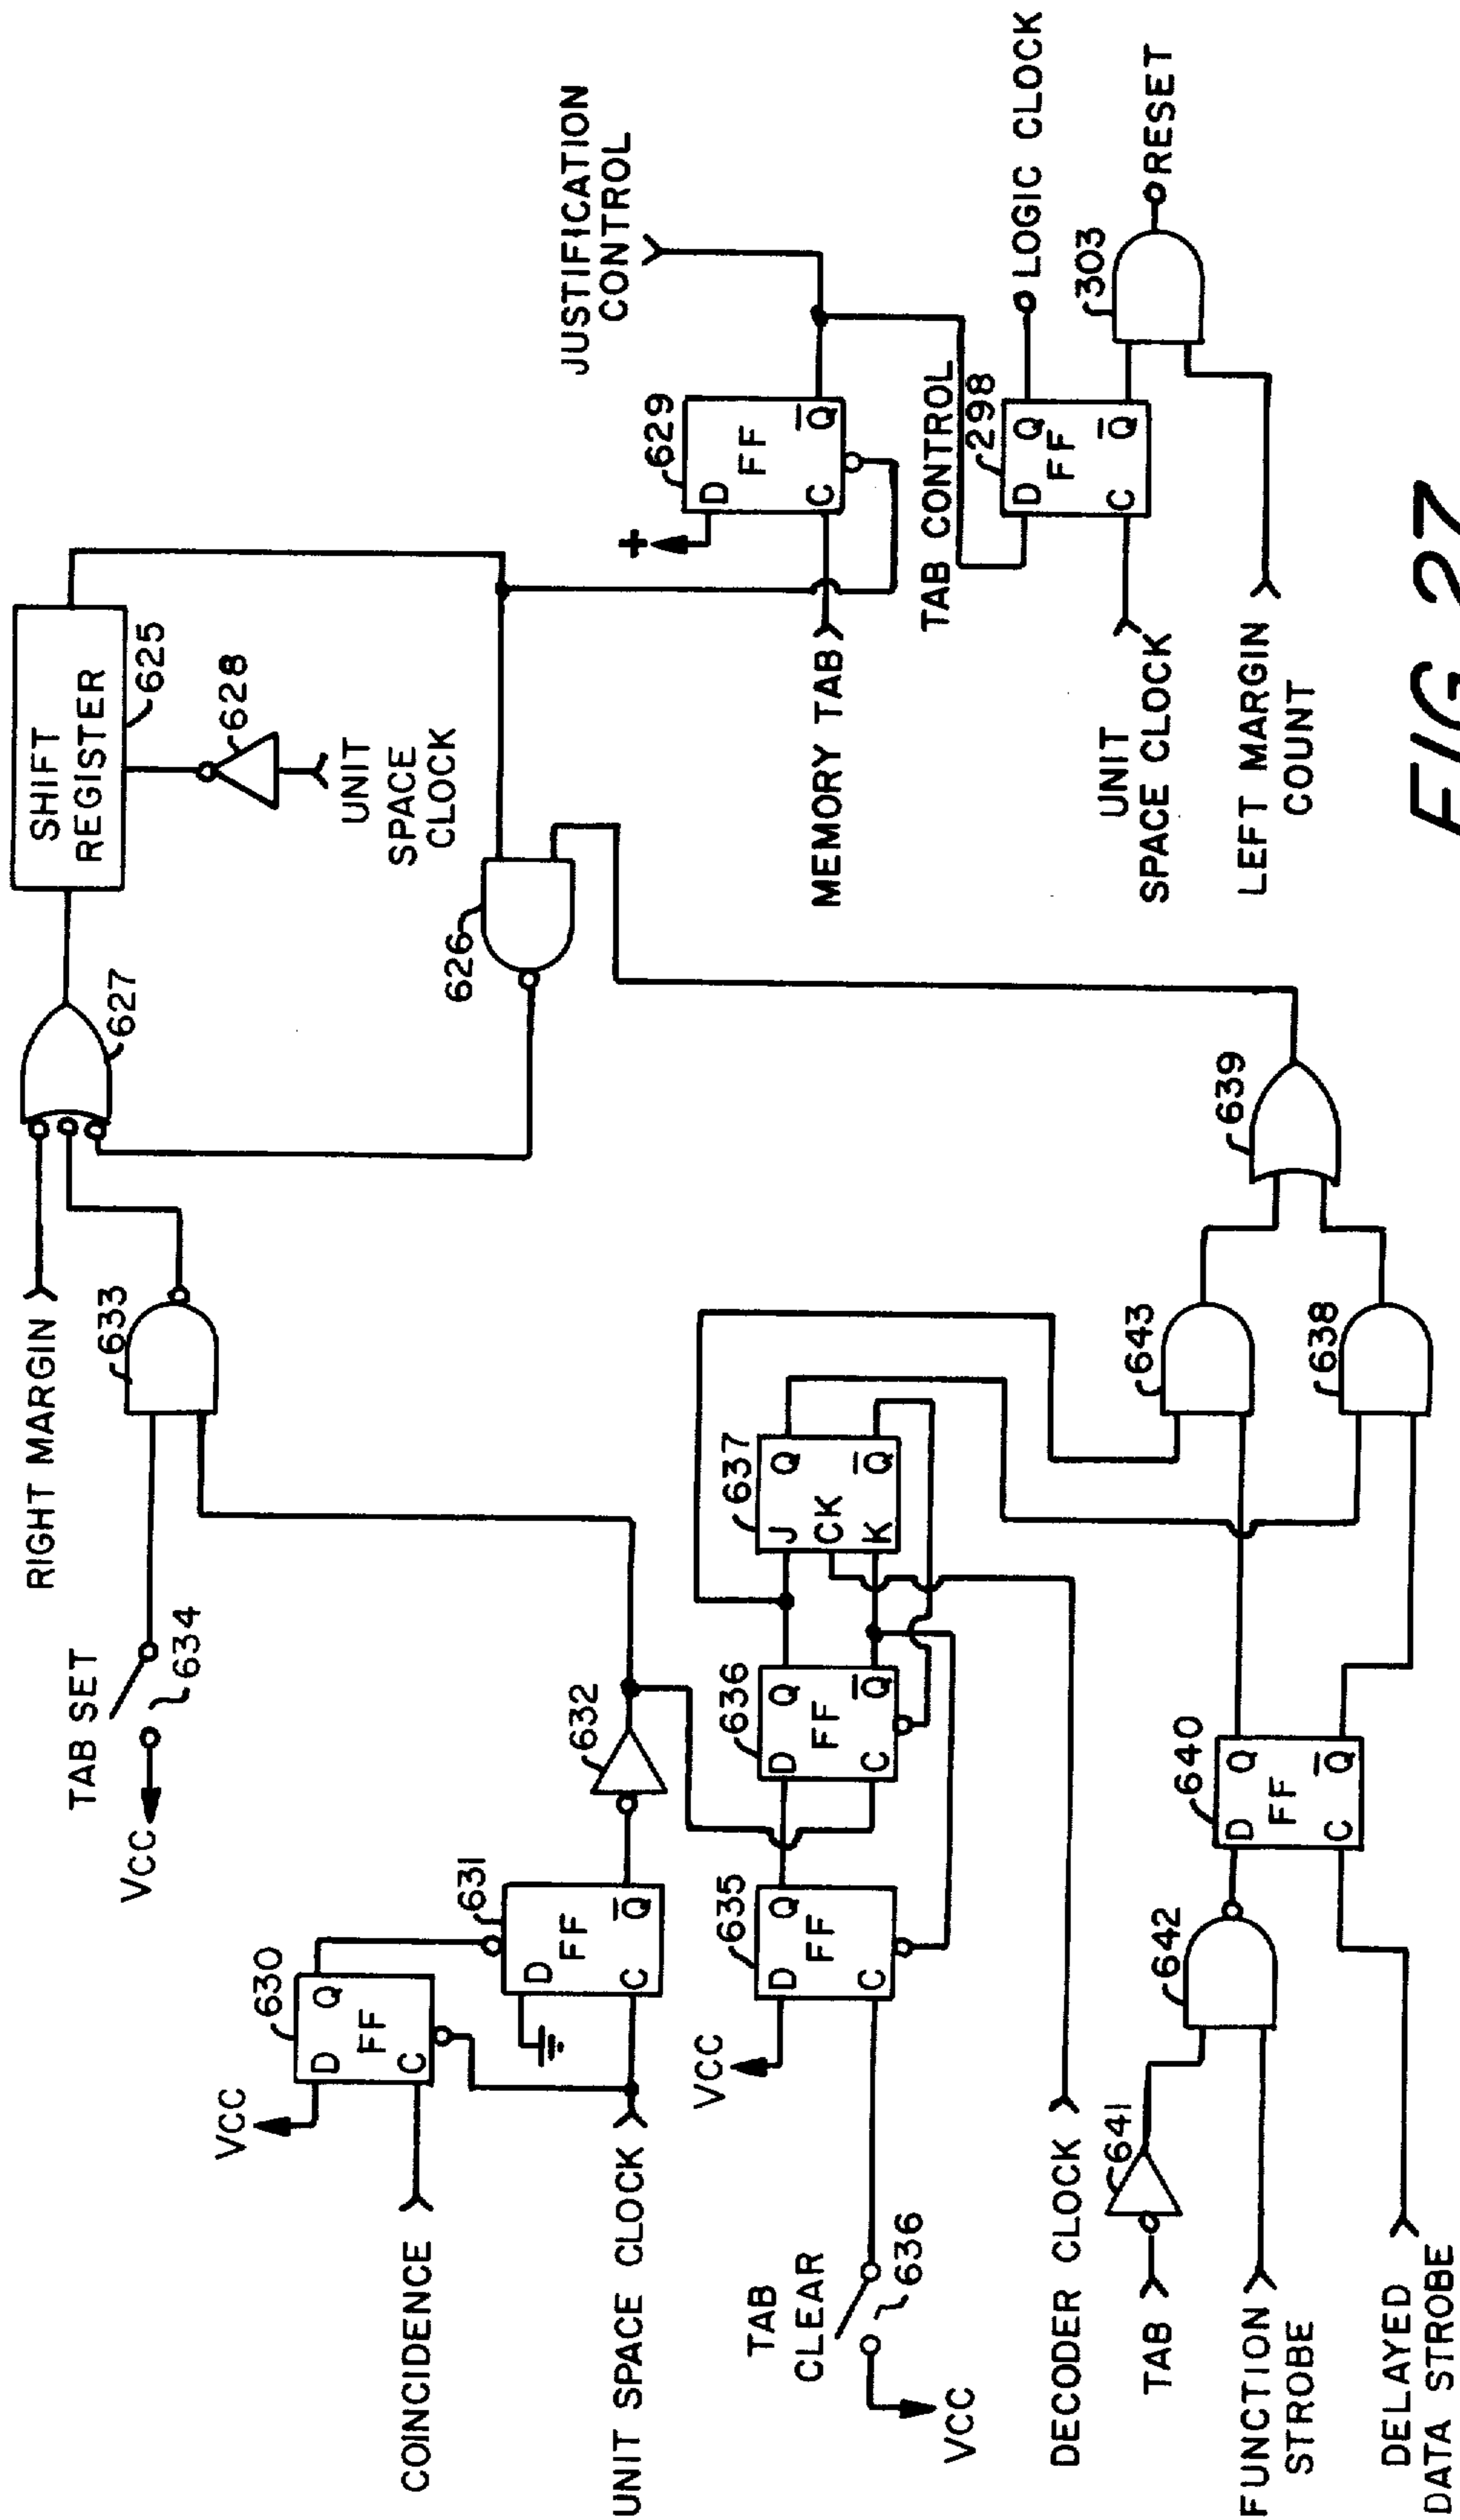 RIGHT MARGIN
627
SHIFT
REGISTER
625
628
UNIT
SPACE
CLOCK
TAB SET
VCC
634
633
626
COINCIDENCE
VCC
630
D
Q
FF
C
631
D
FF
C
Q̅
632
UNIT SPACE CLOCK
JUSTIFICATION
CONTROL
629
+
D
FF
C
Q̅
MEMORY TAB
TAB CONTROL
298
D
Q
FF
C
Q̅
LOGIC CLOCK
UNIT
SPACE CLOCK
303
RESET
LEFT MARGIN
COUNT
TAB
CLEAR
VCC
636
VCC
635
D
Q
FF
C
636
D
Q
FF
C
Q̅
637
J
Q
CK
K
Q̅
DECODER CLOCK
TAB
641
FUNCTION
STROBE
642
DELAYED
DATA STROBE
640
D
Q
FF
C
Q̅
643
638
639
FIG. 27